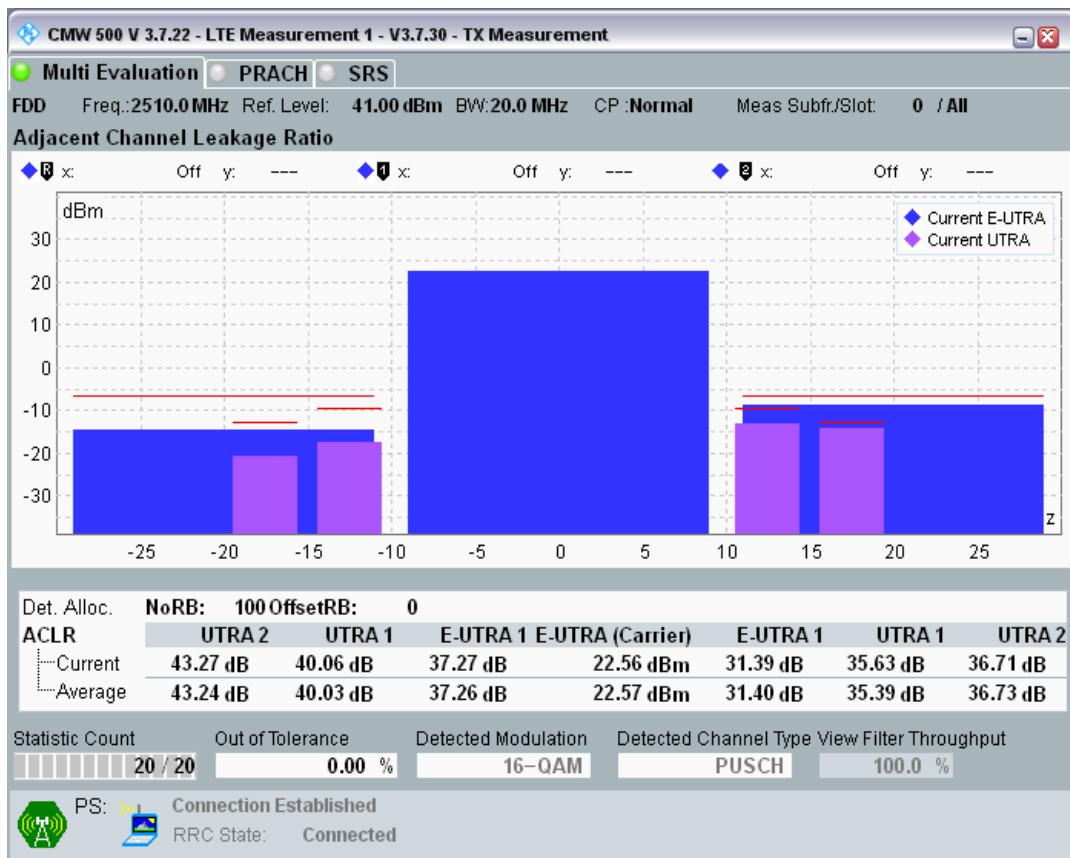 CMW 500 V 3.7.22 - LTE Measurement 1 - V3.7.30 - TX Measurement
Multi Evaluation PRACH SRS
FDD Freq.:2510.0 MHz Ref. Level: 41.00 dBm BW:20.0 MHz CP :Normal Meas Subfr./Slot: 0 / All
Adjacent Channel Leakage Ratio
R x: Off y: --- 1 x: Off y: --- 2 x: Off y: ---
dBm
Current E-UTRA
Current UTRA
30
20
10
0
-10
-20
-30
z
-25 -20 -15 -10 -5 0 5 10 15 20 25
Det. Alloc. NoRB: 100 OffsetRB: 0
ACLR UTRA 2 UTRA 1 E-UTRA 1 E-UTRA (Carrier) E-UTRA 1 UTRA 1 UTRA 2
Current 43.27 dB 40.06 dB 37.27 dB 22.56 dBm 31.39 dB 35.63 dB 36.71 dB
Average 43.24 dB 40.03 dB 37.26 dB 22.57 dBm 31.40 dB 35.39 dB 36.73 dB
Statistic Count Out of Tolerance Detected Modulation Detected Channel Type View Filter Throughput
20 / 20 0.00 % 16-QAM PUSCH 100.0 %
PS: Connection Established
RRC State: Connected